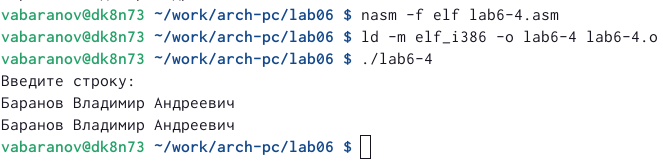 vabaranov@dk8n73 ~/work/arch-pc/lab06 $ nasm -f elf lab6-4.asm
vabaranov@dk8n73 ~/work/arch-pc/lab06 $ ld -m elf_i386 -o lab6-4 lab6-4.o
vabaranov@dk8n73 ~/work/arch-pc/lab06 $ ./lab6-4
Введите строку:
Баранов Владимир Андреевич
Баранов Владимир Андреевич
vabaranov@dk8n73 ~/work/arch-pc/lab06 $